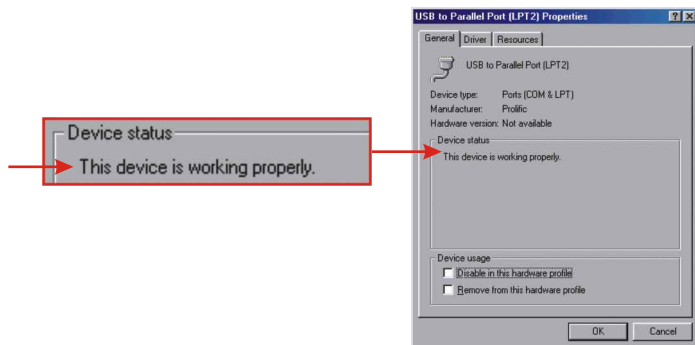 Device status
This device is working properly.
USB to Parallel Port (LPT2) Properties
General Driver Resources
USB to Parallel Port (LPT2)
Device type: Ports (COM & LPT)
Manufacturer: Prolific
Hardware version: Not available
Device status
This device is working properly.
Device usage
Disable in this hardware profile
Remove from this hardware profile
OK Cancel